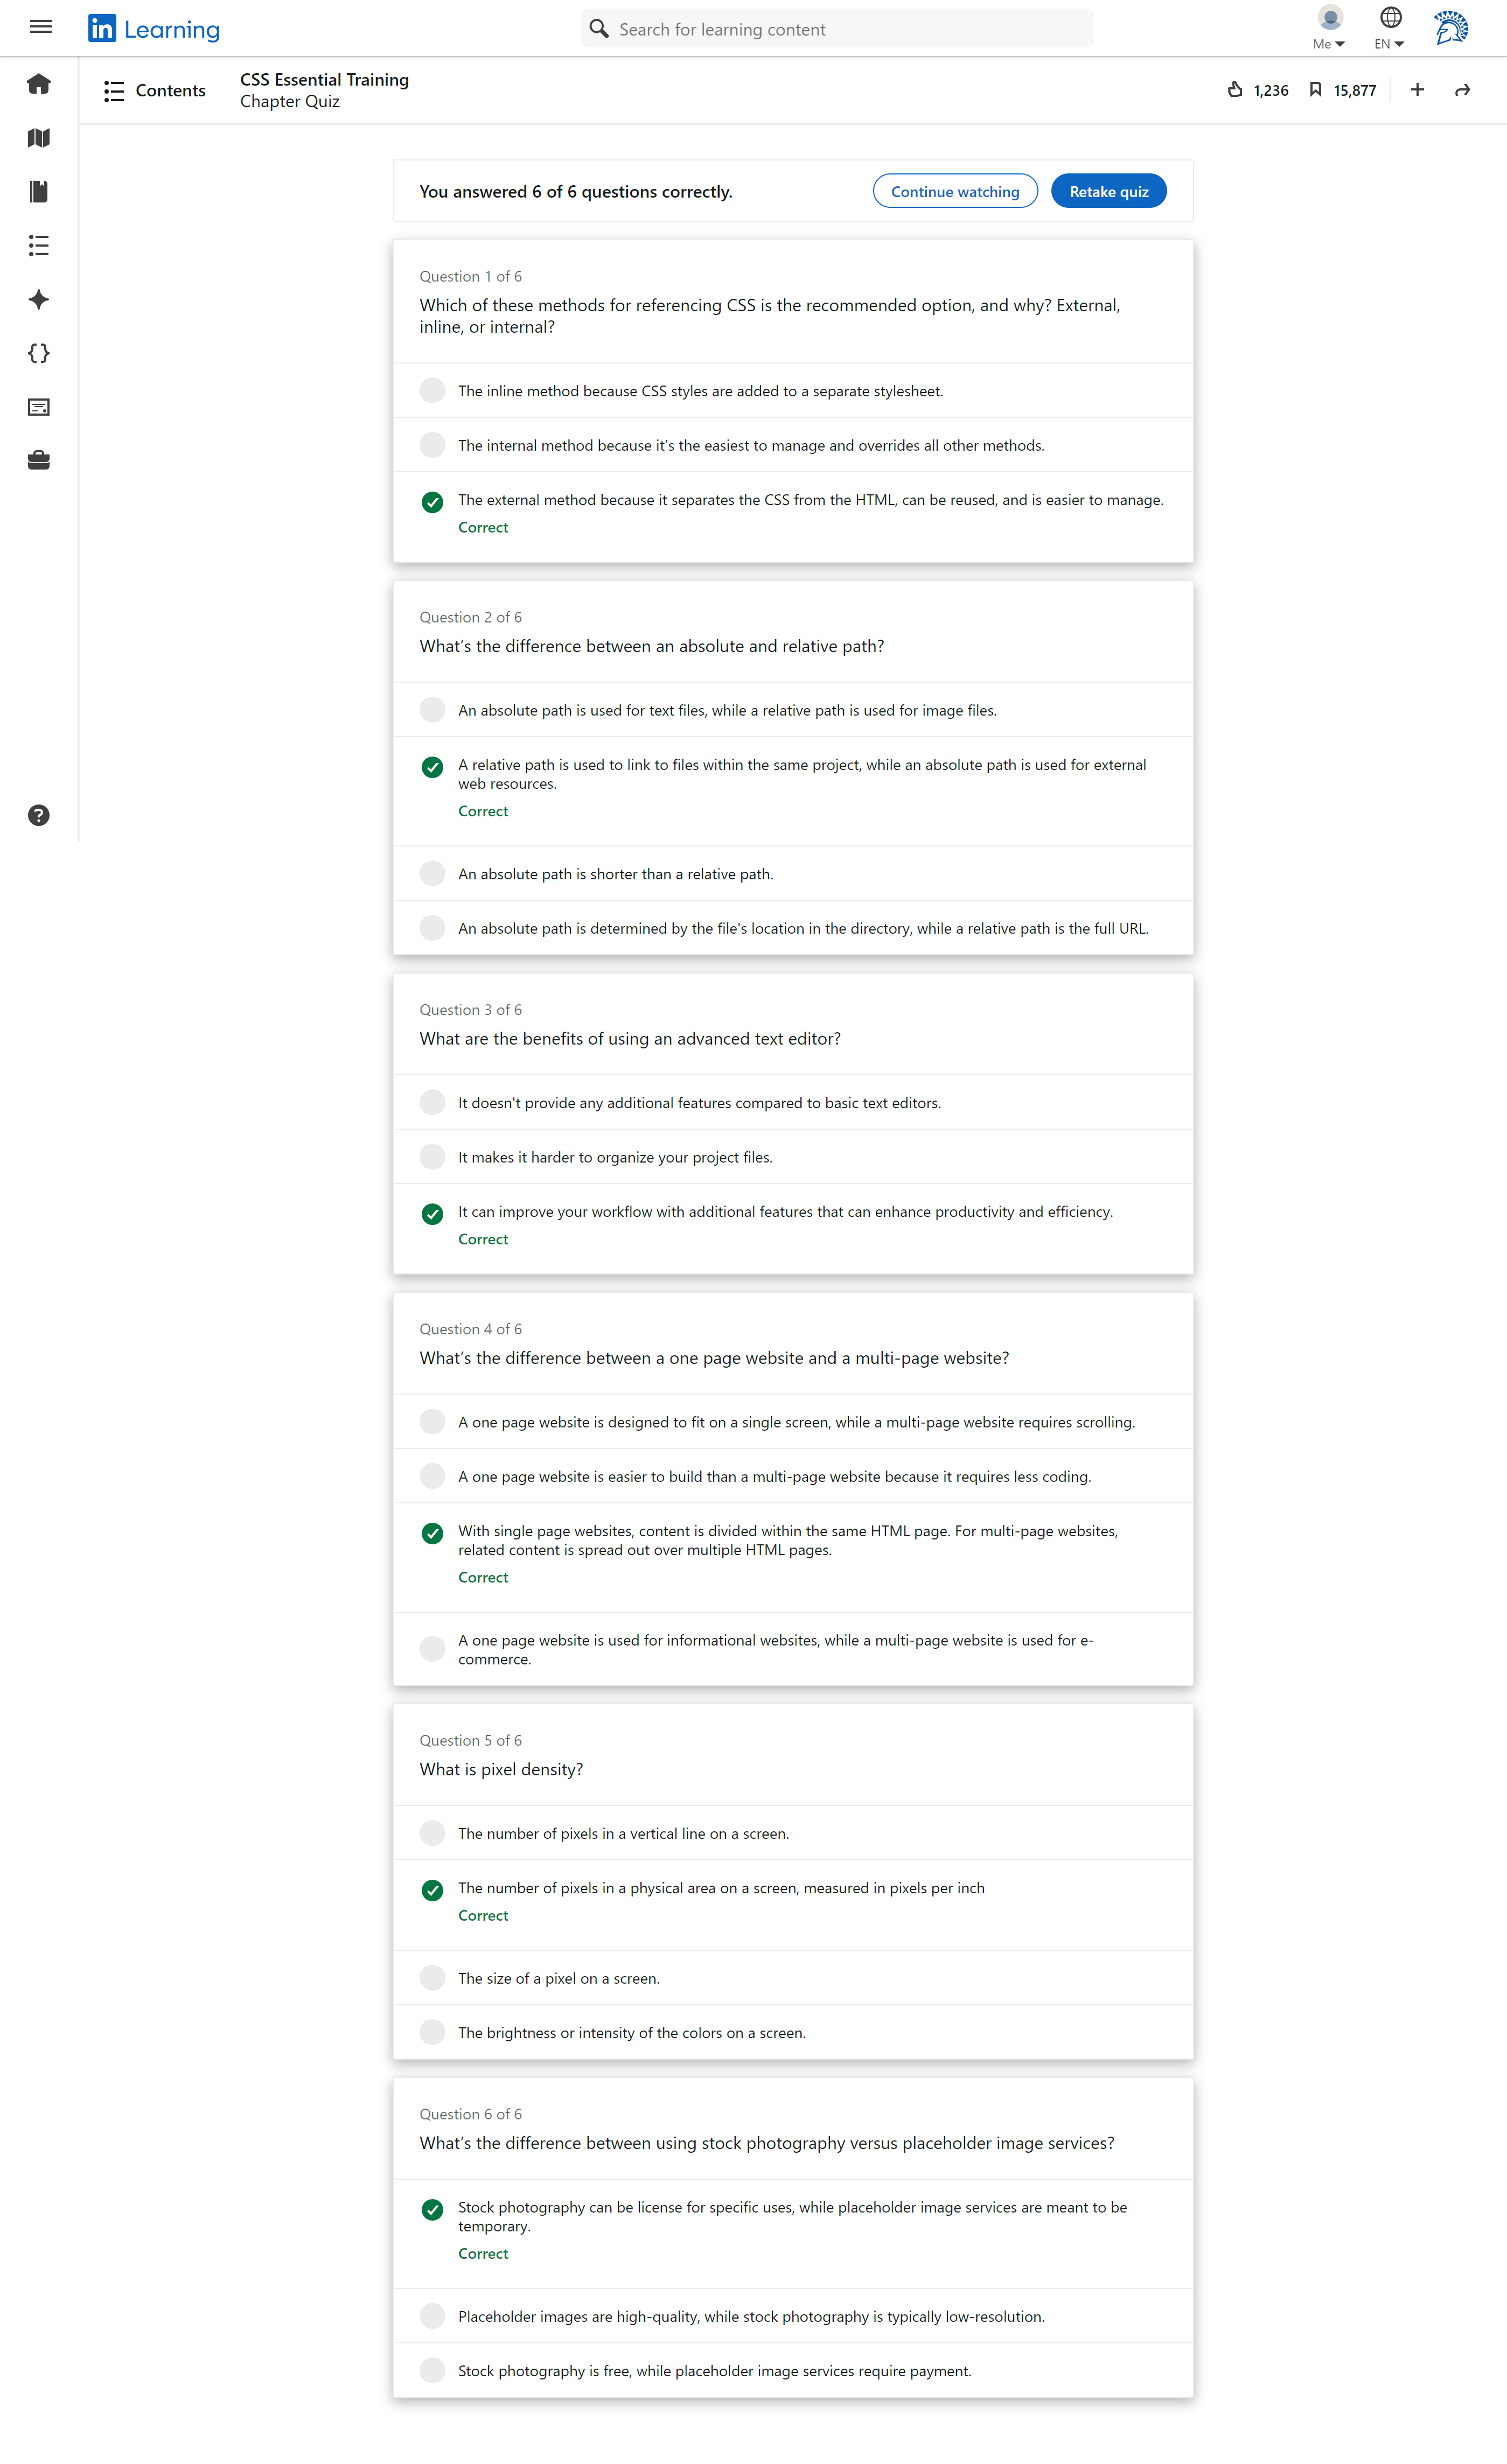 in Learning
Search for learning content
Me
EN
Contents
CSS Essential Training
Chapter Quiz
1,236
15,877
You answered 6 of 6 questions correctly.
Continue watching
Retake quiz
Question 1 of 6
Which of these methods for referencing CSS is the recommended option, and why? External,
inline, or internal?
The inline method because CSS styles are added to a separate stylesheet.
The internal method because it’s the easiest to manage and overrides all other methods.
The external method because it separates the CSS from the HTML, can be reused, and is easier to manage.
Correct
Question 2 of 6
What’s the difference between an absolute and relative path?
An absolute path is used for text files, while a relative path is used for image files.
A relative path is used to link to files within the same project, while an absolute path is used for external
web resources.
Correct
An absolute path is shorter than a relative path.
An absolute path is determined by the file's location in the directory, while a relative path is the full URL.
Question 3 of 6
What are the benefits of using an advanced text editor?
It doesn't provide any additional features compared to basic text editors.
It makes it harder to organize your project files.
It can improve your workflow with additional features that can enhance productivity and efficiency.
Correct
Question 4 of 6
What’s the difference between a one page website and a multi-page website?
A one page website is designed to fit on a single screen, while a multi-page website requires scrolling.
A one page website is easier to build than a multi-page website because it requires less coding.
With single page websites, content is divided within the same HTML page. For multi-page websites,
related content is spread out over multiple HTML pages.
Correct
A one page website is used for informational websites, while a multi-page website is used for e-
commerce.
Question 5 of 6
What is pixel density?
The number of pixels in a vertical line on a screen.
The number of pixels in a physical area on a screen, measured in pixels per inch
Correct
The size of a pixel on a screen.
The brightness or intensity of the colors on a screen.
Question 6 of 6
What’s the difference between using stock photography versus placeholder image services?
Stock photography can be license for specific uses, while placeholder image services are meant to be
temporary.
Correct
Placeholder images are high-quality, while stock photography is typically low-resolution.
Stock photography is free, while placeholder image services require payment.